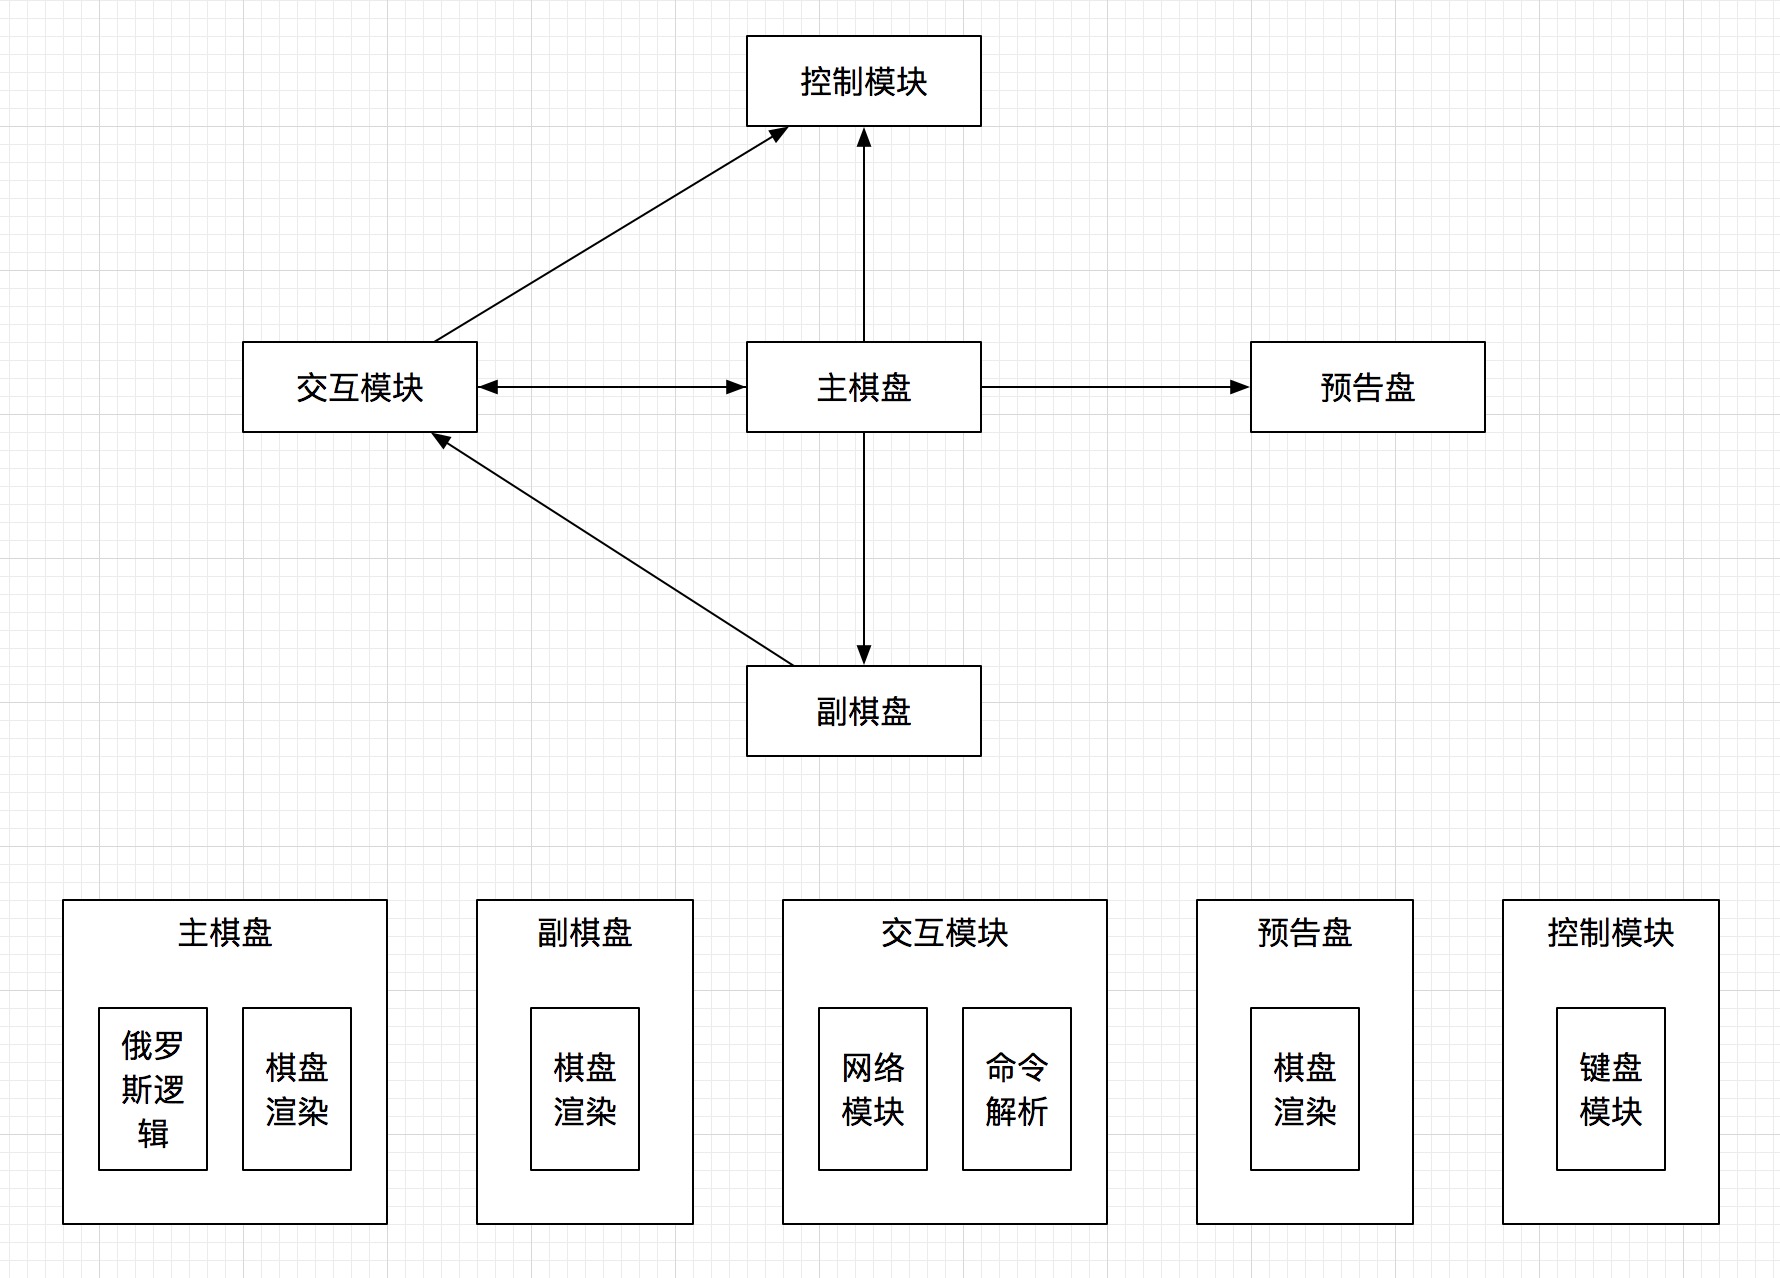 控制模块
交互模块
主棋盘
预告盘
副棋盘
主棋盘
俄罗
斯逻
辑
棋盘
渲染
副棋盘
棋盘
渲染
交互模块
网络
模块
命令
解析
预告盘
棋盘
渲染
控制模块
键盘
模块